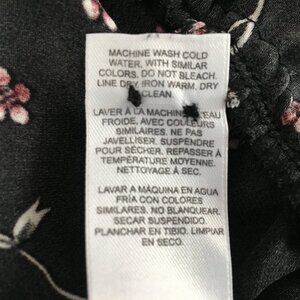 MACHINE WASH COLD
WATER, WITH SIMILAR
COLORS. DO NOT BLEACH.
LINE DRY, IRON WARM, DRY
CLEAN.
LAVER À LA MACHINE, EAU
FROIDE, AVEC COULEURS
SIMILAIRES. NE PAS
JAVELLISER. SUSPENDRE
POUR SÉCHER. REPASSER À
TEMPÉRATURE MOYENNE.
NETTOYAGE À SEC.
LAVAR A MÁQUINA EN AGUA
FRÍA CON COLORES
SIMILARES. NO BLANQUEAR.
SECAR SUSPENDIDO.
PLANCHAR EN TIBIO. LIMPIAR
EN SECO.